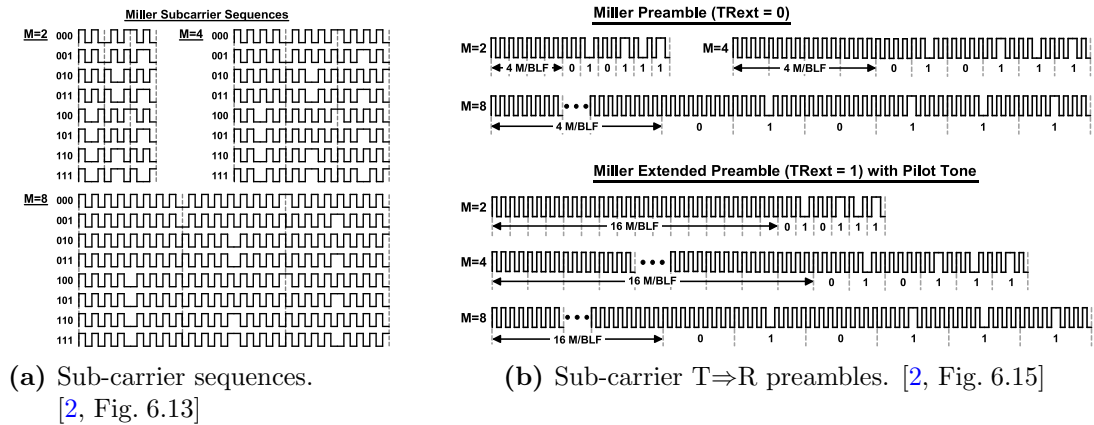 Miller Subcarrier Sequences
M=2 000 M=4 000
001 001
010 010
011 011
100 100
101 101
110 110
111 111
M=8 000
001
010
011
100
101
110
111
(a) Sub-carrier sequences.
[2, Fig. 6.13]
Miller Preamble (TRext = 0)
M=2 M=4
4 M/BLF 0 1 0 1 1 1 4 M/BLF 0 1 0 1 1 1
M=8
4 M/BLF 0 1 0 1 1 1
Miller Extended Preamble (TRext = 1) with Pilot Tone
M=2
16 M/BLF 0 1 0 1 1 1
M=4
16 M/BLF 0 1 0 1 1 1
M=8
16 M/BLF 0 1 0 1 1 1
(b) Sub-carrier T⇒R preambles. [2, Fig. 6.15]